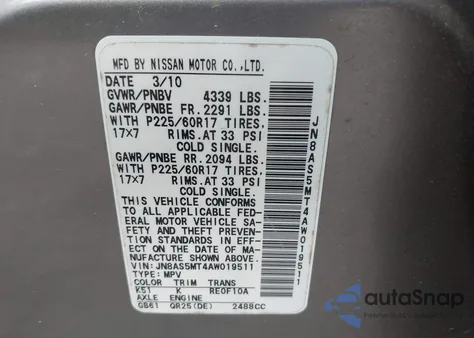 MFD BY NISSAN MOTOR CO.,LTD.
DATE 3/10
GVWR/PNBV 4339 LBS.
GAWR/PNBE FR. 2291 LBS.
WITH P225/60R17 TIRES,
17x7 RIMS.AT 33 PSI
COLD SINGLE.
GAWR/PNBE RR. 2094 LBS.
WITH P225/60R17 TIRES,
17x7 RIMS.AT 33 PSI
COLD SINGLE.
THIS VEHICLE CONFORMS
TO ALL APPLICABLE FED-
ERAL MOTOR VEHICLE SA-
FETY AND THEFT PREVEN-
TION STANDARDS IN EFF-
ECT ON THE DATE OF MA-
NUFACTURE SHOWN ABOVE.
VIN:JN8AS5MT4AW019511
TYPE: MPV
COLOR TRIM TRANS
K51 K RE0F10A
AXLE ENGINE
GB61 QR25(DE) 2488CC
JN8AS5MT4AW019511
autoSnap
Powered by AutoBidCar